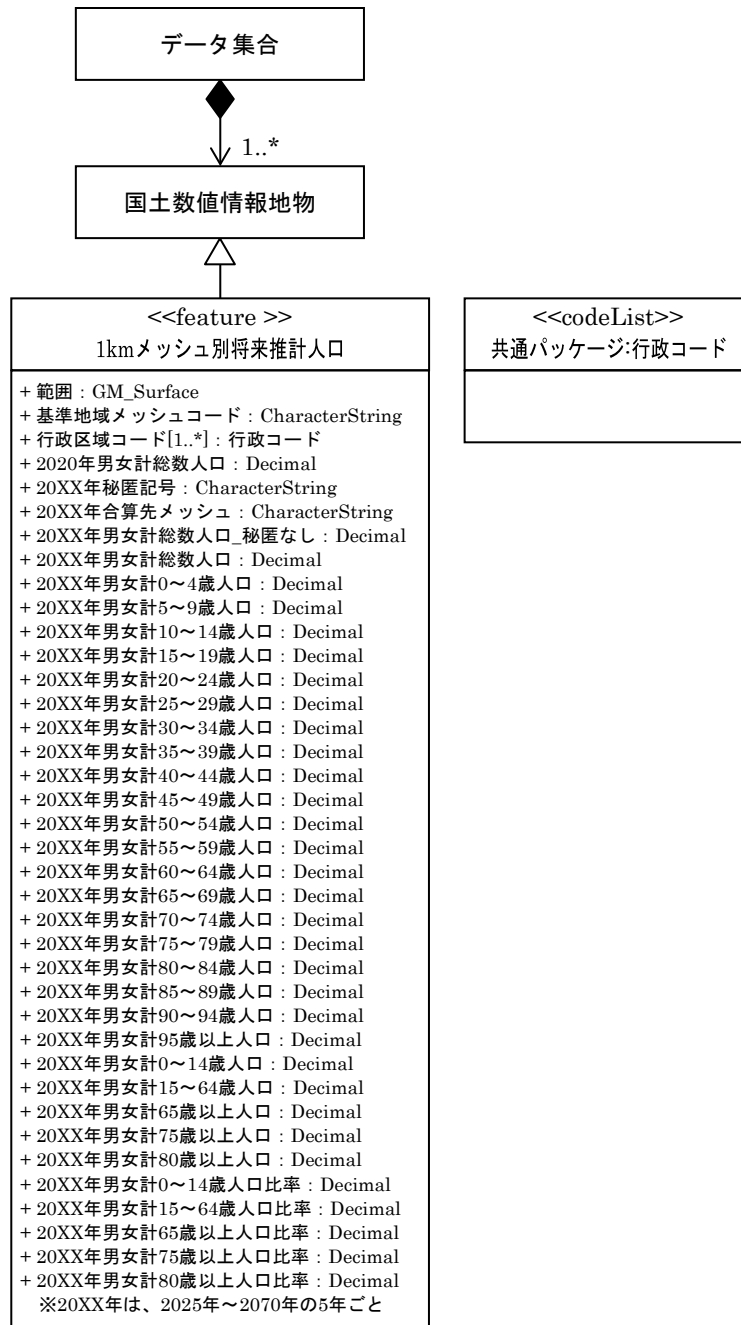 データ集合
1..*
国土数値情報地物
<<feature >>
1kmメッシュ別将来推計人口
+ 範囲：GM_Surface
+ 基準地域メッシュコード：CharacterString
+ 行政区域コード[1..*]：行政コード
+ 2020年男女計総数人口：Decimal
+ 20XX年秘匿記号：CharacterString
+ 20XX年合算先メッシュ：CharacterString
+ 20XX年男女計総数人口_秘匿なし：Decimal
+ 20XX年男女計総数人口：Decimal
+ 20XX年男女計0～4歳人口：Decimal
+ 20XX年男女計5～9歳人口：Decimal
+ 20XX年男女計10～14歳人口：Decimal
+ 20XX年男女計15～19歳人口：Decimal
+ 20XX年男女計20～24歳人口：Decimal
+ 20XX年男女計25～29歳人口：Decimal
+ 20XX年男女計30～34歳人口：Decimal
+ 20XX年男女計35～39歳人口：Decimal
+ 20XX年男女計40～44歳人口：Decimal
+ 20XX年男女計45～49歳人口：Decimal
+ 20XX年男女計50～54歳人口：Decimal
+ 20XX年男女計55～59歳人口：Decimal
+ 20XX年男女計60～64歳人口：Decimal
+ 20XX年男女計65～69歳人口：Decimal
+ 20XX年男女計70～74歳人口：Decimal
+ 20XX年男女計75～79歳人口：Decimal
+ 20XX年男女計80～84歳人口：Decimal
+ 20XX年男女計85～89歳人口：Decimal
+ 20XX年男女計90～94歳人口：Decimal
+ 20XX年男女計95歳以上人口：Decimal
+ 20XX年男女計0～14歳人口：Decimal
+ 20XX年男女計15～64歳人口：Decimal
+ 20XX年男女計65歳以上人口：Decimal
+ 20XX年男女計75歳以上人口：Decimal
+ 20XX年男女計80歳以上人口：Decimal
+ 20XX年男女計0～14歳人口比率：Decimal
+ 20XX年男女計15～64歳人口比率：Decimal
+ 20XX年男女計65歳以上人口比率：Decimal
+ 20XX年男女計75歳以上人口比率：Decimal
+ 20XX年男女計80歳以上人口比率：Decimal
※20XX年は、2025年～2070年の5年ごと
<<codeList>>
共通パッケージ:行政コード